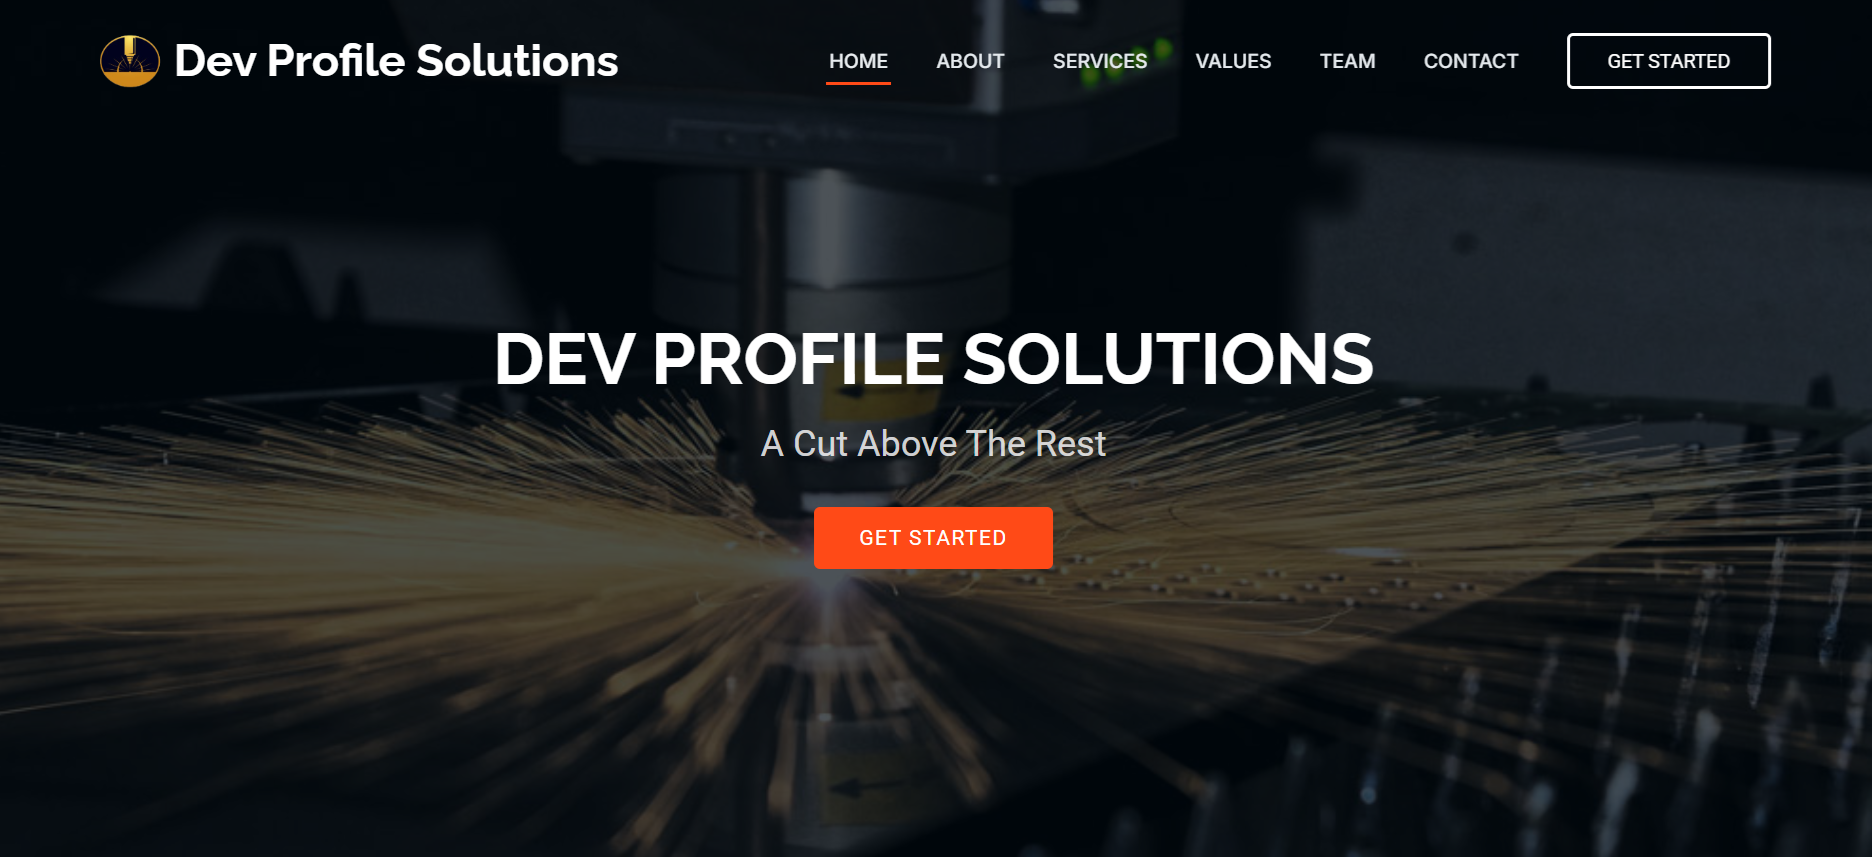 Dev Profile Solutions
HOME ABOUT SERVICES VALUES TEAM CONTACT GET STARTED
DEV PROFILE SOLUTIONS
A Cut Above The Rest
GET STARTED